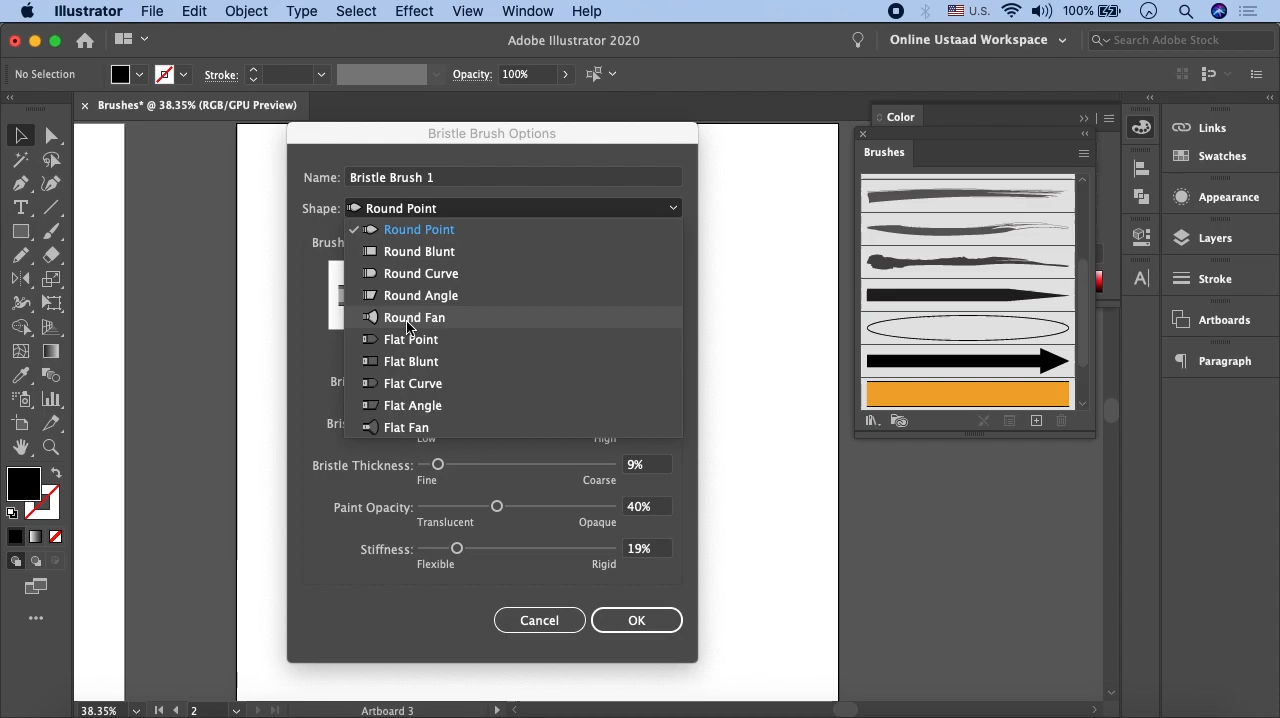 Illustrator File Edit Object Type Select Effect View Window Help U.S. 100%
Adobe Illustrator 2020 Online Ustaad Workspace Search Adobe Stock
No Selection Stroke: Opacity: 100%
Brushes* @ 38.35% (RGB/GPU Preview)
Bristle Brush Options
Name: Bristle Brush 1
Shape: Round Point
Round Point
Round Blunt
Round Curve
Round Angle
Round Fan
Flat Point
Flat Blunt
Flat Curve
Flat Angle
Flat Fan
Brush
Bri
Bris
Low High
Bristle Thickness: 9%
Fine Coarse
Paint Opacity: 40%
Translucent Opaque
Stiffness: 19%
Flexible Rigid
Cancel OK
Color
Brushes
Links
Swatches
Appearance
Layers
Stroke
Artboards
Paragraph
38.35% 2 Artboard 3